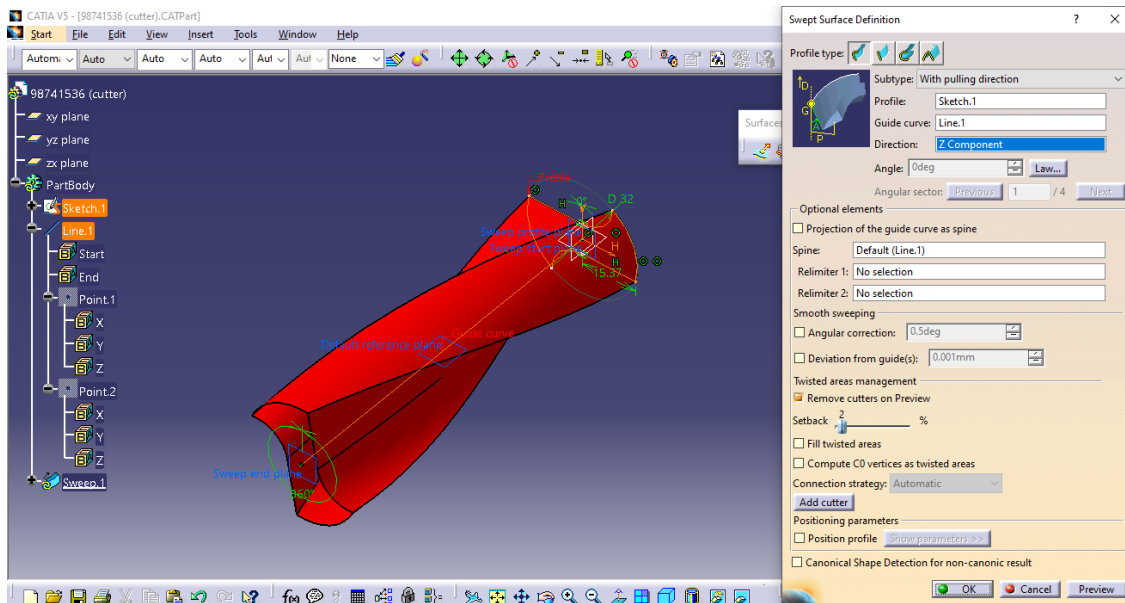 CATIA V5 - [98741536 (cutter).CATPart]
Start File Edit View Insert Tools Window Help
Autom. Auto Auto Auto Aut Aut None
98741536 (cutter)
xy plane
yz plane
zx plane
PartBody
Sketch.1
Line.1
Start
End
Point.1
X
Y
Z
Point.2
X
Y
Z
Sweep.1
Surfaces
Profile
D 32
0°
H
Sweep profile plane
Sweep start plane
H
H
15.37
Guide curve
Default reference plane
Sweep end plane
360°
f(x)
Swept Surface Definition
? ×
Profile type:
D
G
A
P
Subtype: With pulling direction
Profile: Sketch.1
Guide curve: Line.1
Direction: Z Component
Angle: 0deg Law...
Angular sector: Previous 1 / 4 Next
Optional elements
Projection of the guide curve as spine
Spine: Default (Line.1)
Relimiter 1: No selection
Relimiter 2: No selection
Smooth sweeping
Angular correction: 0.5deg
Deviation from guide(s): 0.001mm
Twisted areas management
Remove cutters on Preview
Setback 2 %
Fill twisted areas
Compute C0 vertices as twisted areas
Connection strategy: Automatic
Add cutter
Positioning parameters
Position profile Show parameters >>
Canonical Shape Detection for non-canonic result
OK Cancel Preview